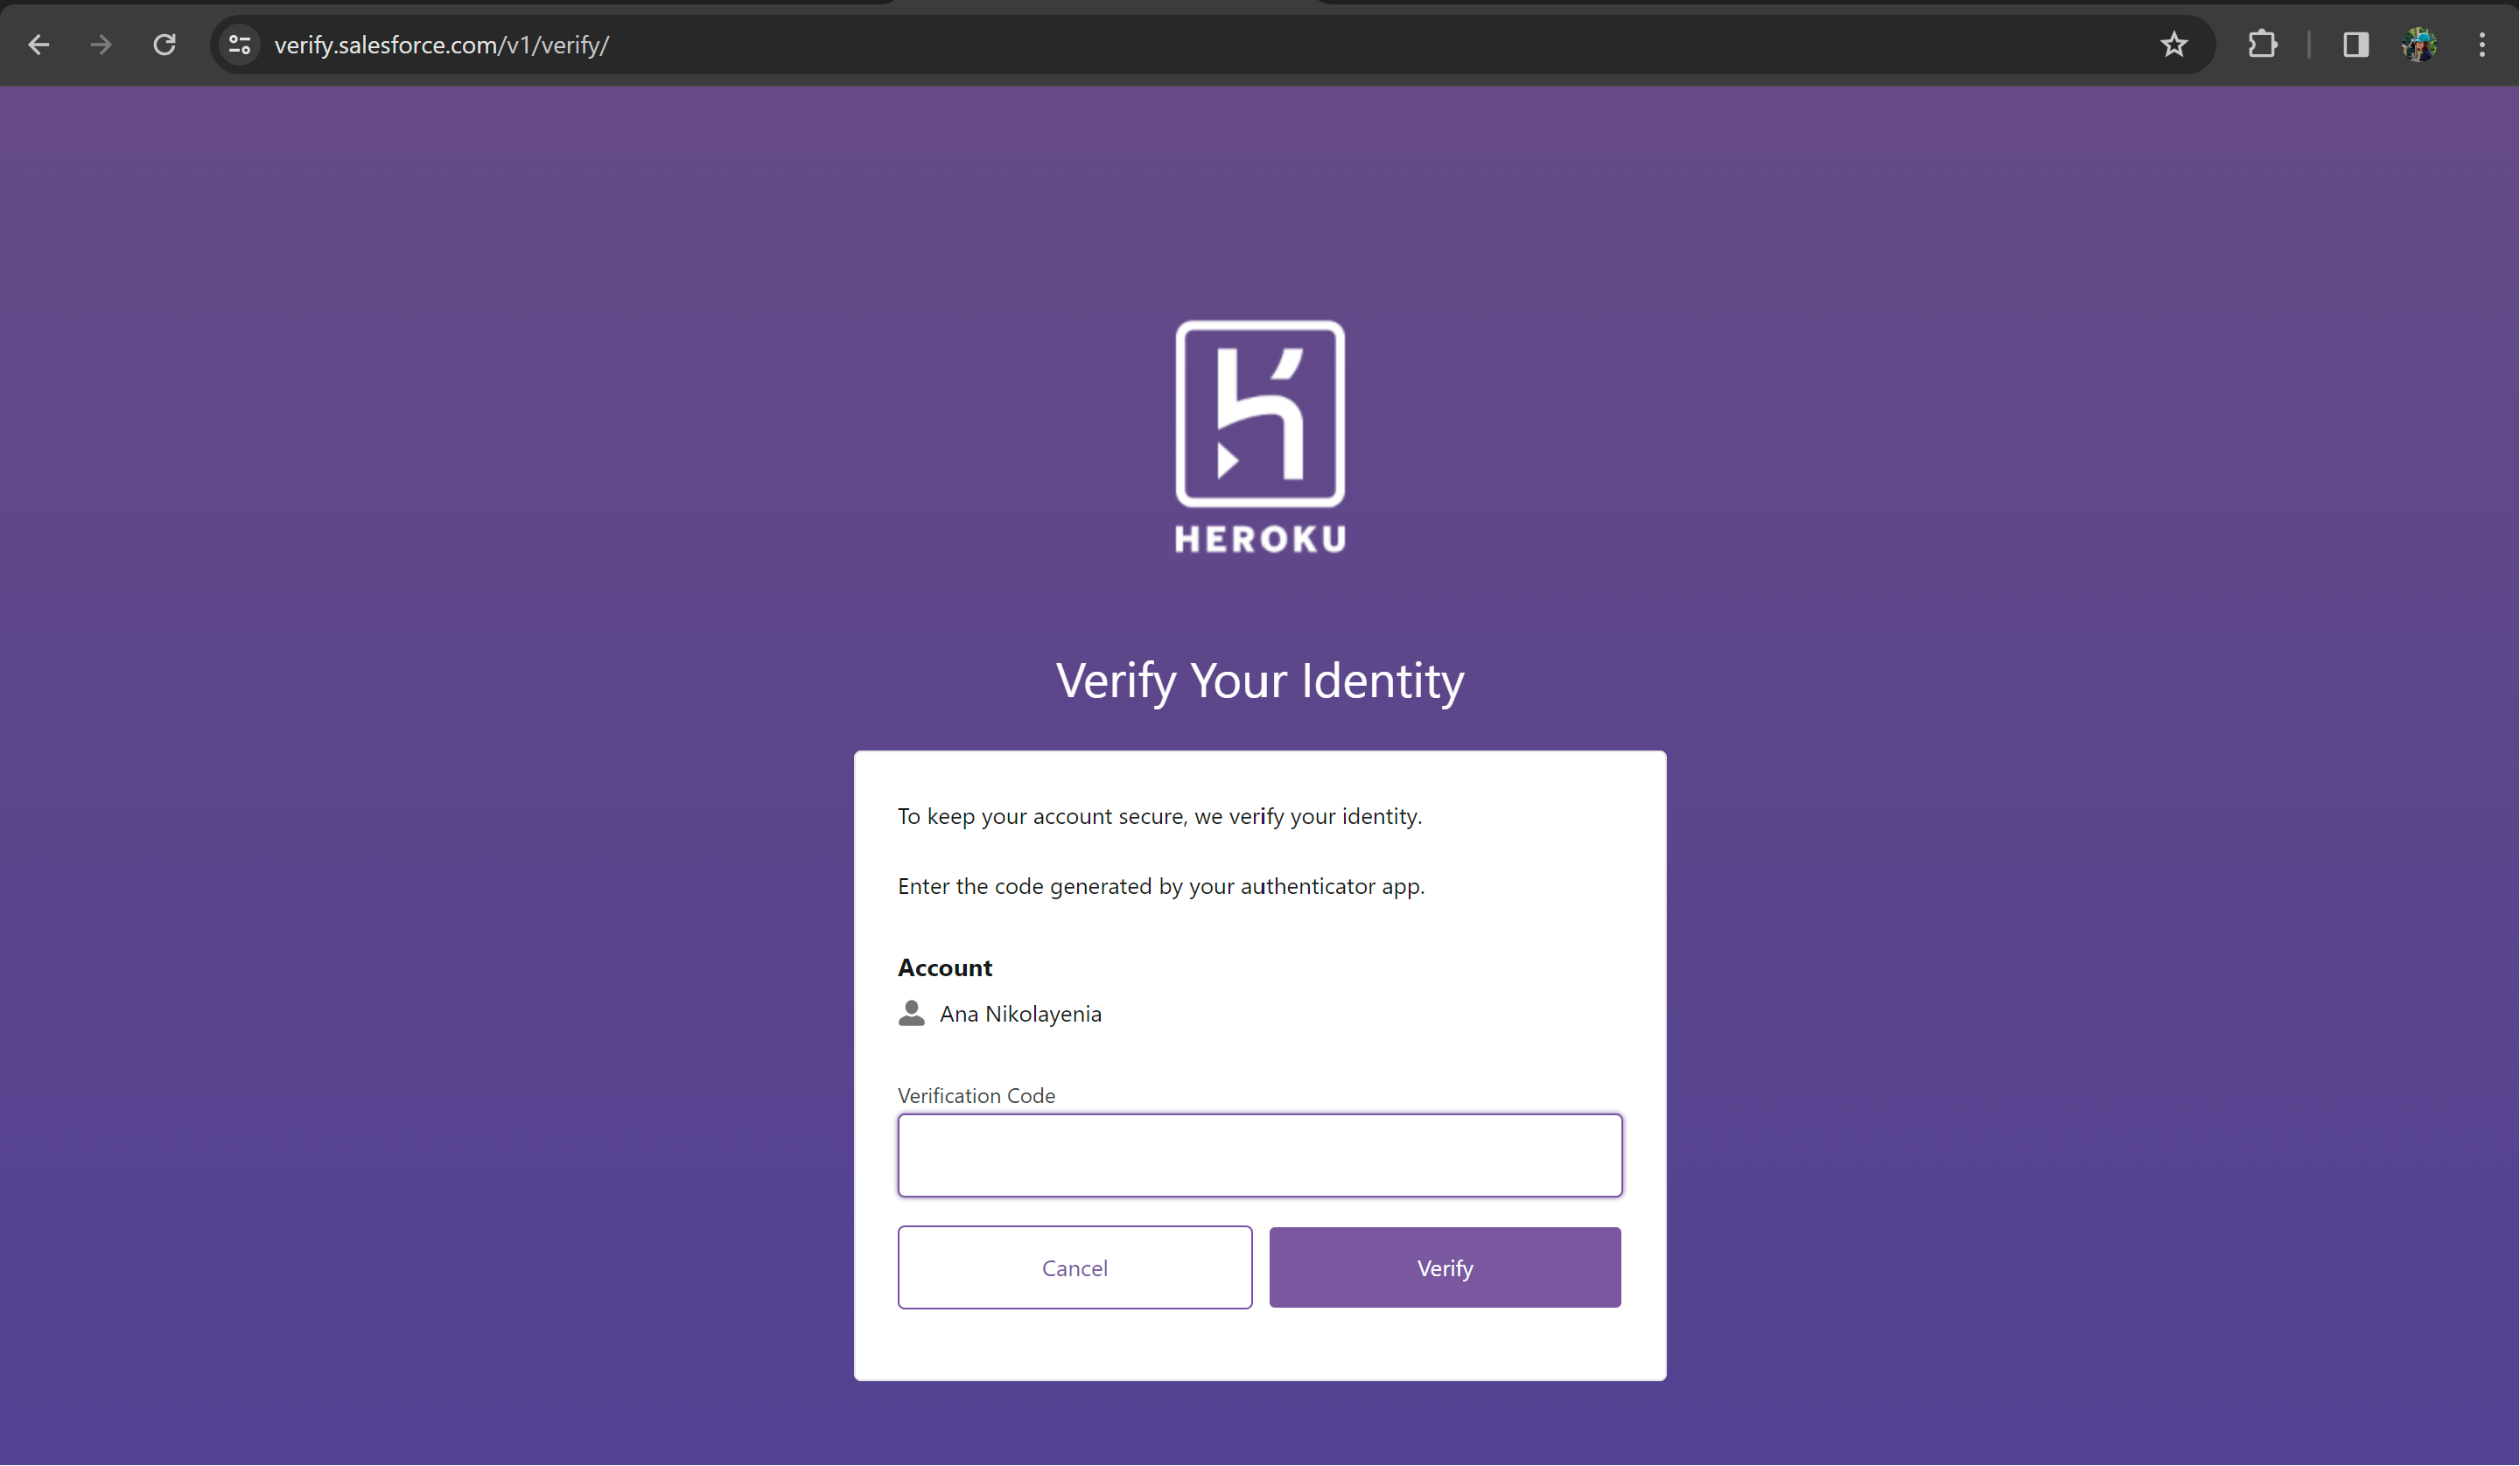 verify.salesforce.com/v1/verify/
HEROKU
Verify Your Identity
To keep your account secure, we verify your identity.
Enter the code generated by your authenticator app.
Account
Ana Nikolayenia
Verification Code
Cancel
Verify